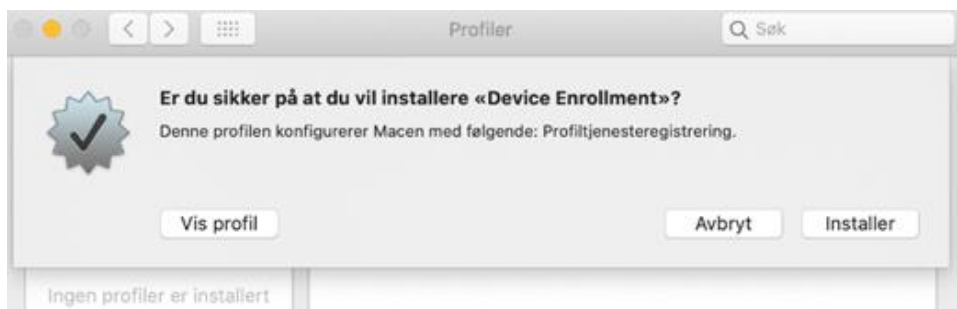 Profiler
Søk
Er du sikker på at du vil installere «Device Enrollment»?
Denne profilen konfigurerer Macen med følgende: Profiltjenesteregistrering.
Vis profil
Avbryt
Installer
Ingen profiler er installert